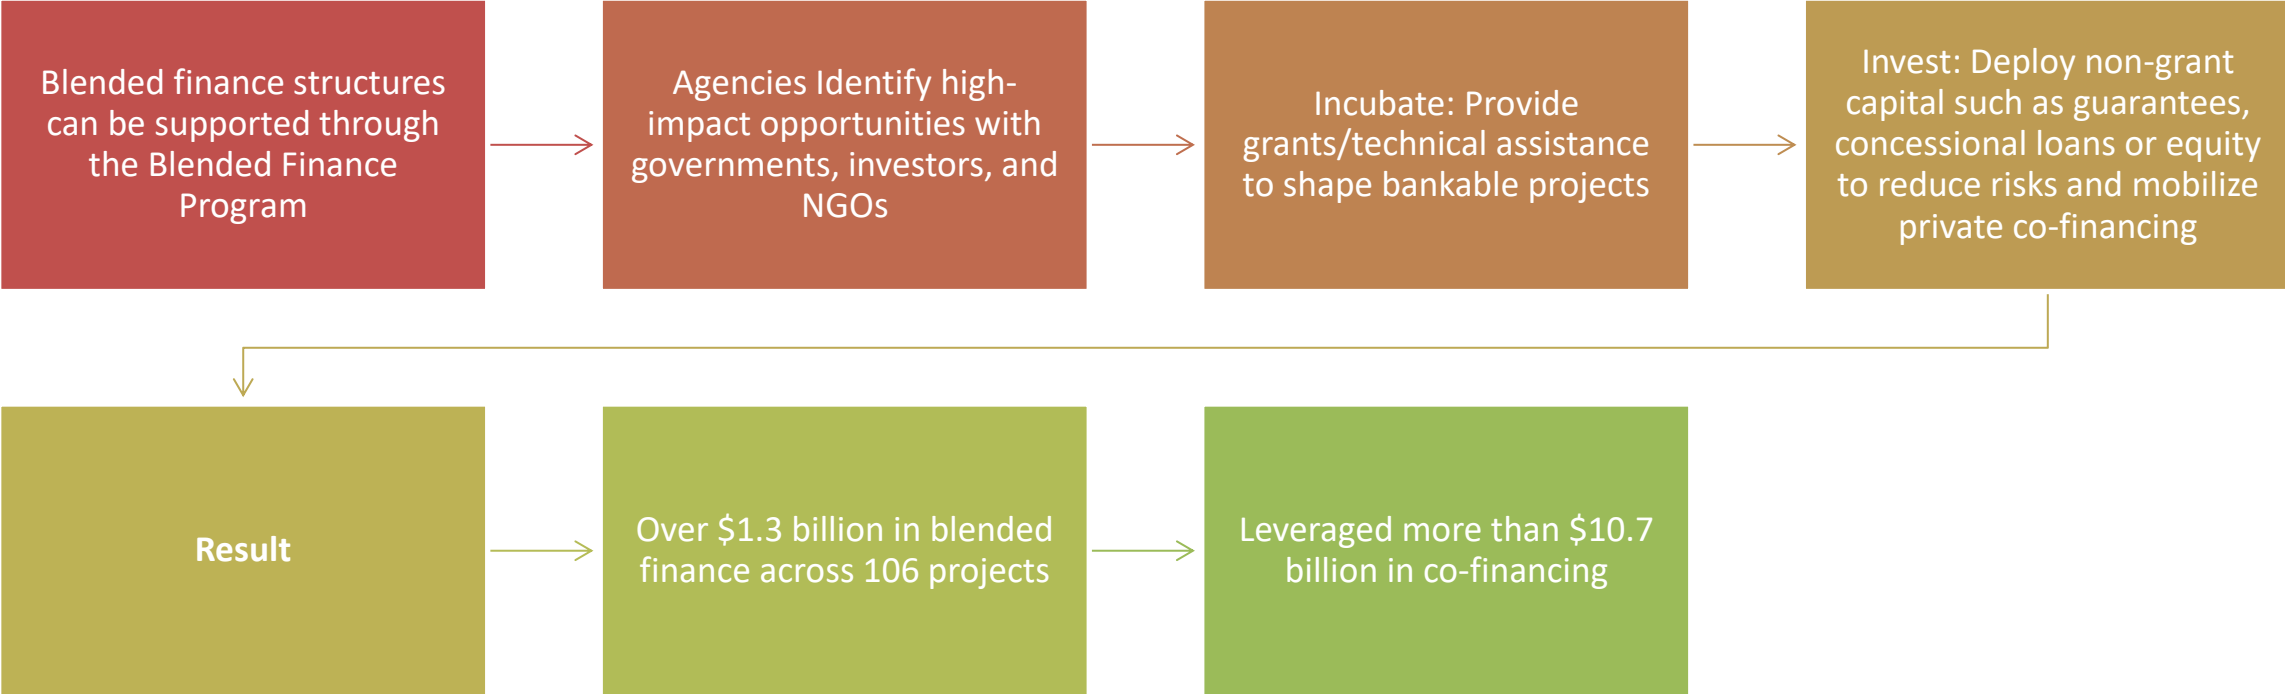 Blended finance structures
can be supported through
the Blended Finance
Program
Agencies Identify high-
impact opportunities with
governments, investors, and
NGOs
Incubate: Provide
grants/technical assistance
to shape bankable projects
Invest: Deploy non-grant
capital such as guarantees,
concessional loans or equity
to reduce risks and mobilize
private co-financing
Result
Over $1.3 billion in blended
finance across 106 projects
Leveraged more than $10.7
billion in co-financing